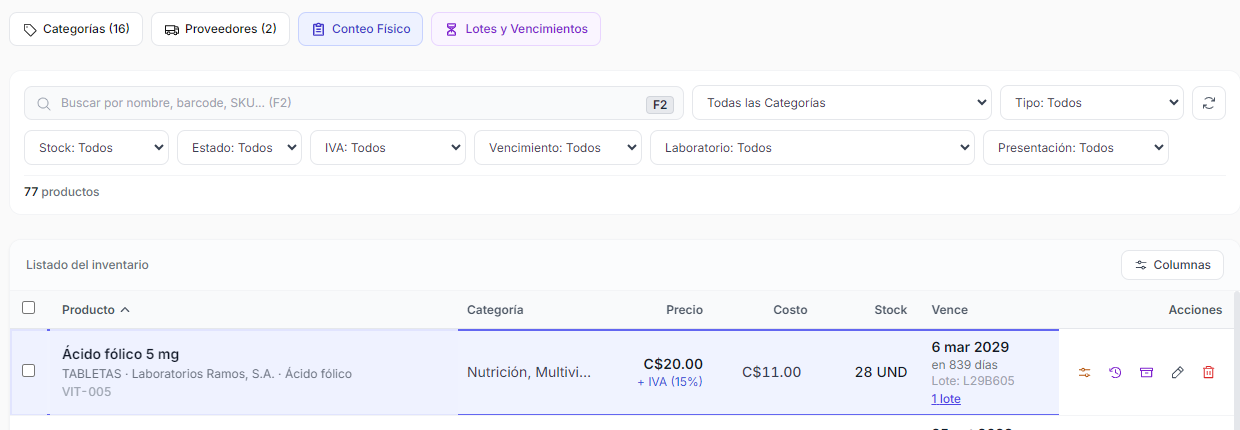 Categorías (16) Proveedores (2) Conteo Físico Lotes y Vencimientos
Buscar por nombre, barcode, SKU... (F2) F2 Todas las Categorías Tipo: Todos
Stock: Todos Estado: Todos IVA: Todos Vencimiento: Todos Laboratorio: Todos Presentación: Todos
77 productos
Listado del inventario Columnas
Producto Categoría Precio Costo Stock Vence Acciones
Ácido fólico 5 mg
TABLETAS · Laboratorios Ramos, S.A. · Ácido fólico
VIT-005
Nutrición, Multivi...
C$20.00
+ IVA (15%)
C$11.00
28 UND
6 mar 2029
en 839 días
Lote: L29B605
1 lote